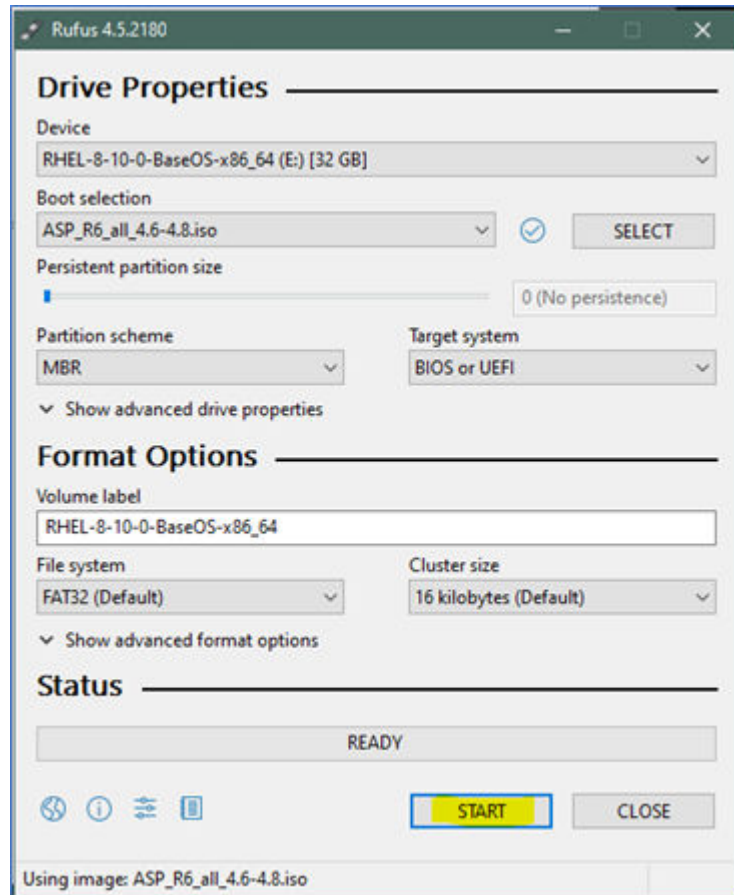 Rufus 4.5.2180
Drive Properties
Device
RHEL-8-10-0-BaseOS-x86_64 (E:) [32 GB]
Boot selection
ASP_R6_all_4.6-4.8.iso
SELECT
Persistent partition size
0 (No persistence)
Partition scheme
Target system
MBR
BIOS or UEFI
Show advanced drive properties
Format Options
Volume label
RHEL-8-10-0-BaseOS-x86_64
File system
Cluster size
FAT32 (Default)
16 kilobytes (Default)
Show advanced format options
Status
READY
START
CLOSE
Using image: ASP_R6_all_4.6-4.8.iso